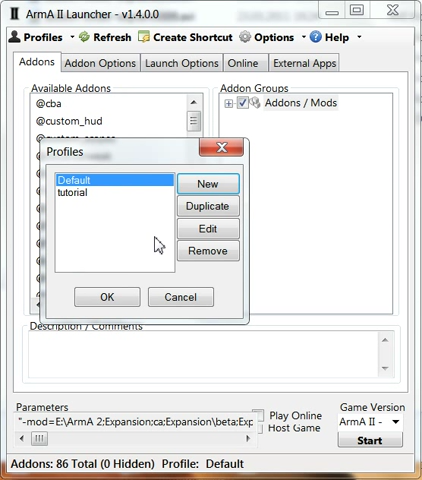 ArmA II Launcher - v1.4.0.0
Profiles Refresh Create Shortcut Options Help
Addons Addon Options Launch Options Online External Apps
Available Addons Addon Groups
@cba Addons / Mods
@custom_hud
Profiles
Default
tutorial
New
Duplicate
Edit
Remove
OK Cancel
Description / Comments
Parameters Game Version
"-mod=E:\ArmA 2;Expansion;ca;Expansion\beta;Exp Play Online ArmA II -
Host Game
Start
Addons: 86 Total (0 Hidden) Profile: Default